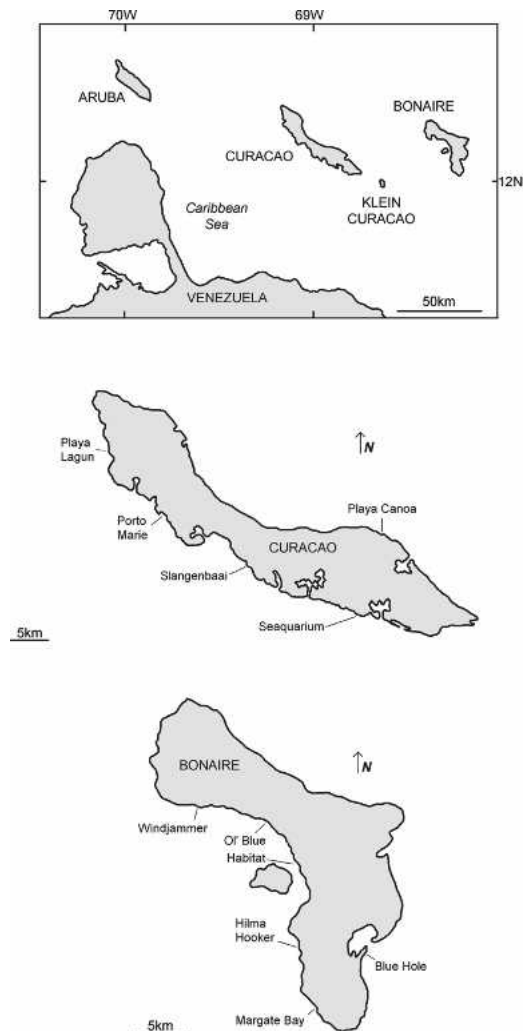 70W
69W
ARUBA
BONAIRE
CURACAO
12N
KLEIN
CURACAO
Caribbean
Sea
VENEZUELA
50km
Playa
Lagun
N
Playa Canoa
Porto
Marie
CURACAO
Slangenbaai
Seaquarium
5km
BONAIRE
N
Windjammer
Ol' Blue
Habitat
Hilma
Hooker
Blue Hole
Margate Bay
5km